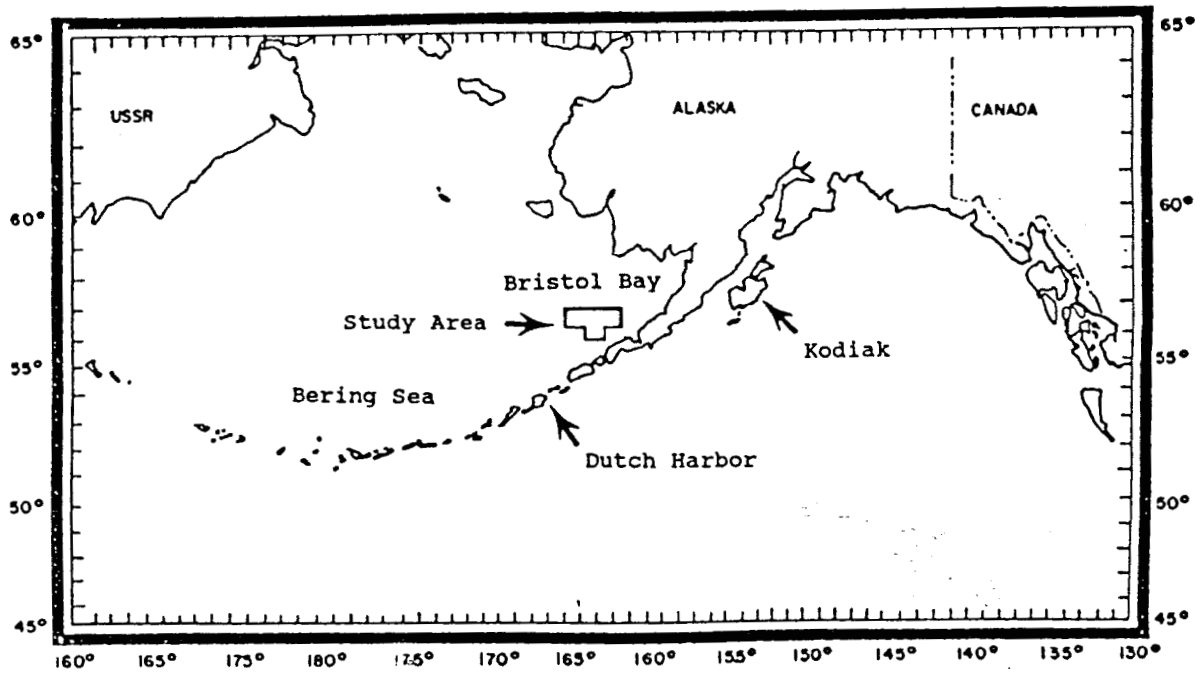 65°
65°
USSR
ALASKA
CANADA
60°
60°
Bristol Bay
Study Area
Kodiak
55°
55°
Bering Sea
Dutch Harbor
50°
50°
45°
45°
160° 165° 175° 180° 175° 170° 165° 160° 155° 150° 145° 140° 135° 130°